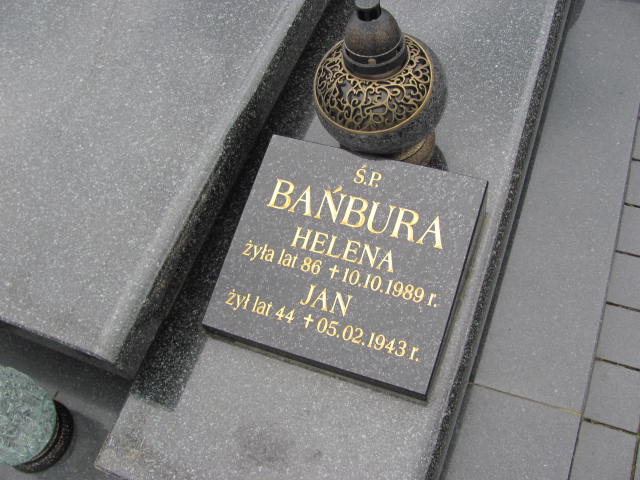 Ś.P.
BAŃBURA
HELENA
żyła lat 86 ✝ 10.10.1989 r.
JAN
żył lat 44 ✝ 05.02.1943 r.